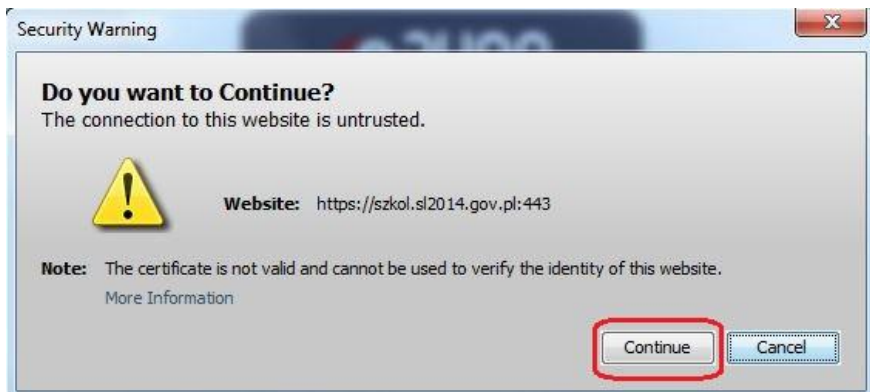 Security Warning
Do you want to Continue?
The connection to this website is untrusted.
Website: https://szkol.sl2014.gov.pl:443
Note: The certificate is not valid and cannot be used to verify the identity of this website.
More Information
Continue Cancel